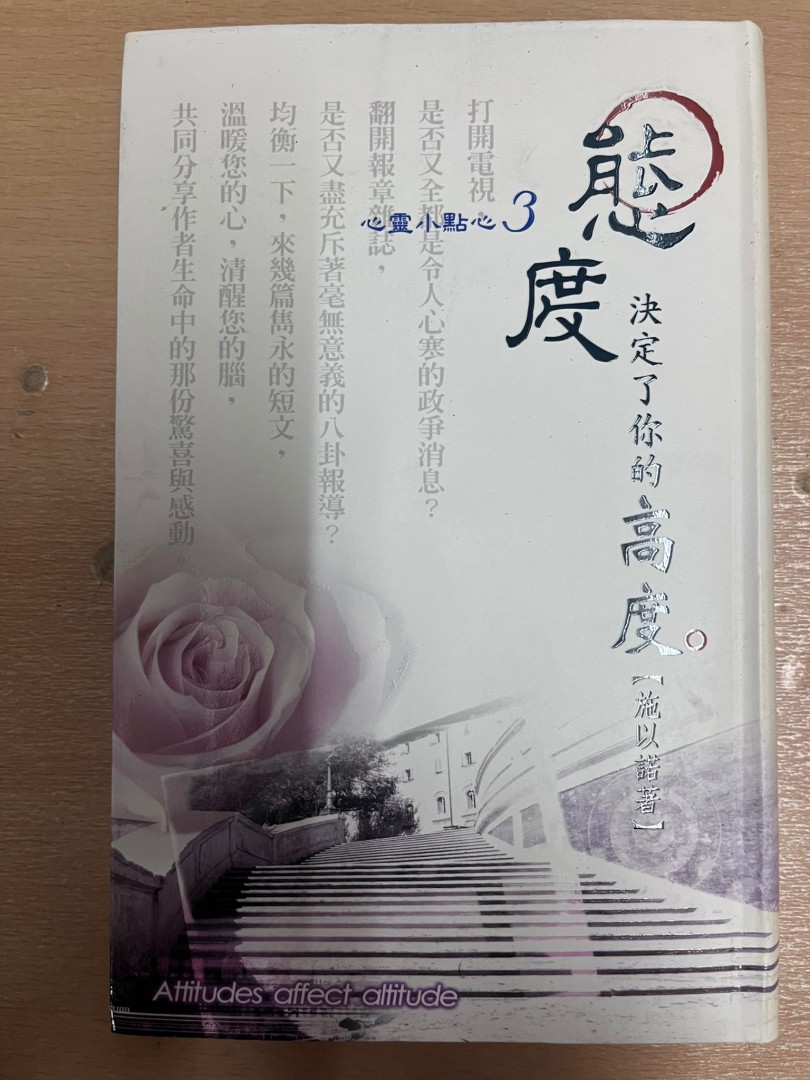 態度
決定了你的高度。
【施以諾著】
心靈小點心3
打開電視，
是否又全都是令人心寒的政爭消息？
翻開報章雜誌，
是否又盡充斥著毫無意義的八卦報導？
均衡一下，來幾篇雋永的短文，
溫暖您的心，清醒您的腦，
共同分享作者生命中的那份驚喜與感動。
Attitudes affect altitude